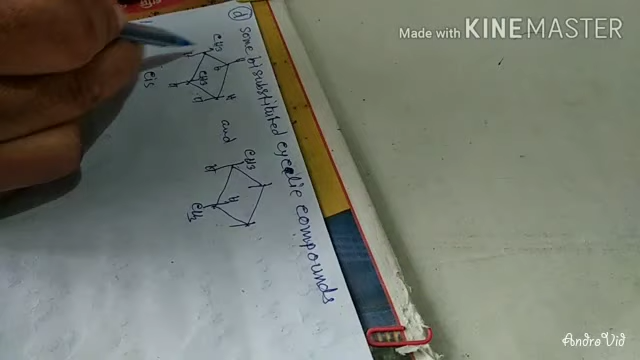 Made with KINEMASTER
(d) some bisubstituted cyclic compounds
CH3
CH3
H
H
and
CH3
H
H
CH3
cis
AndroVid